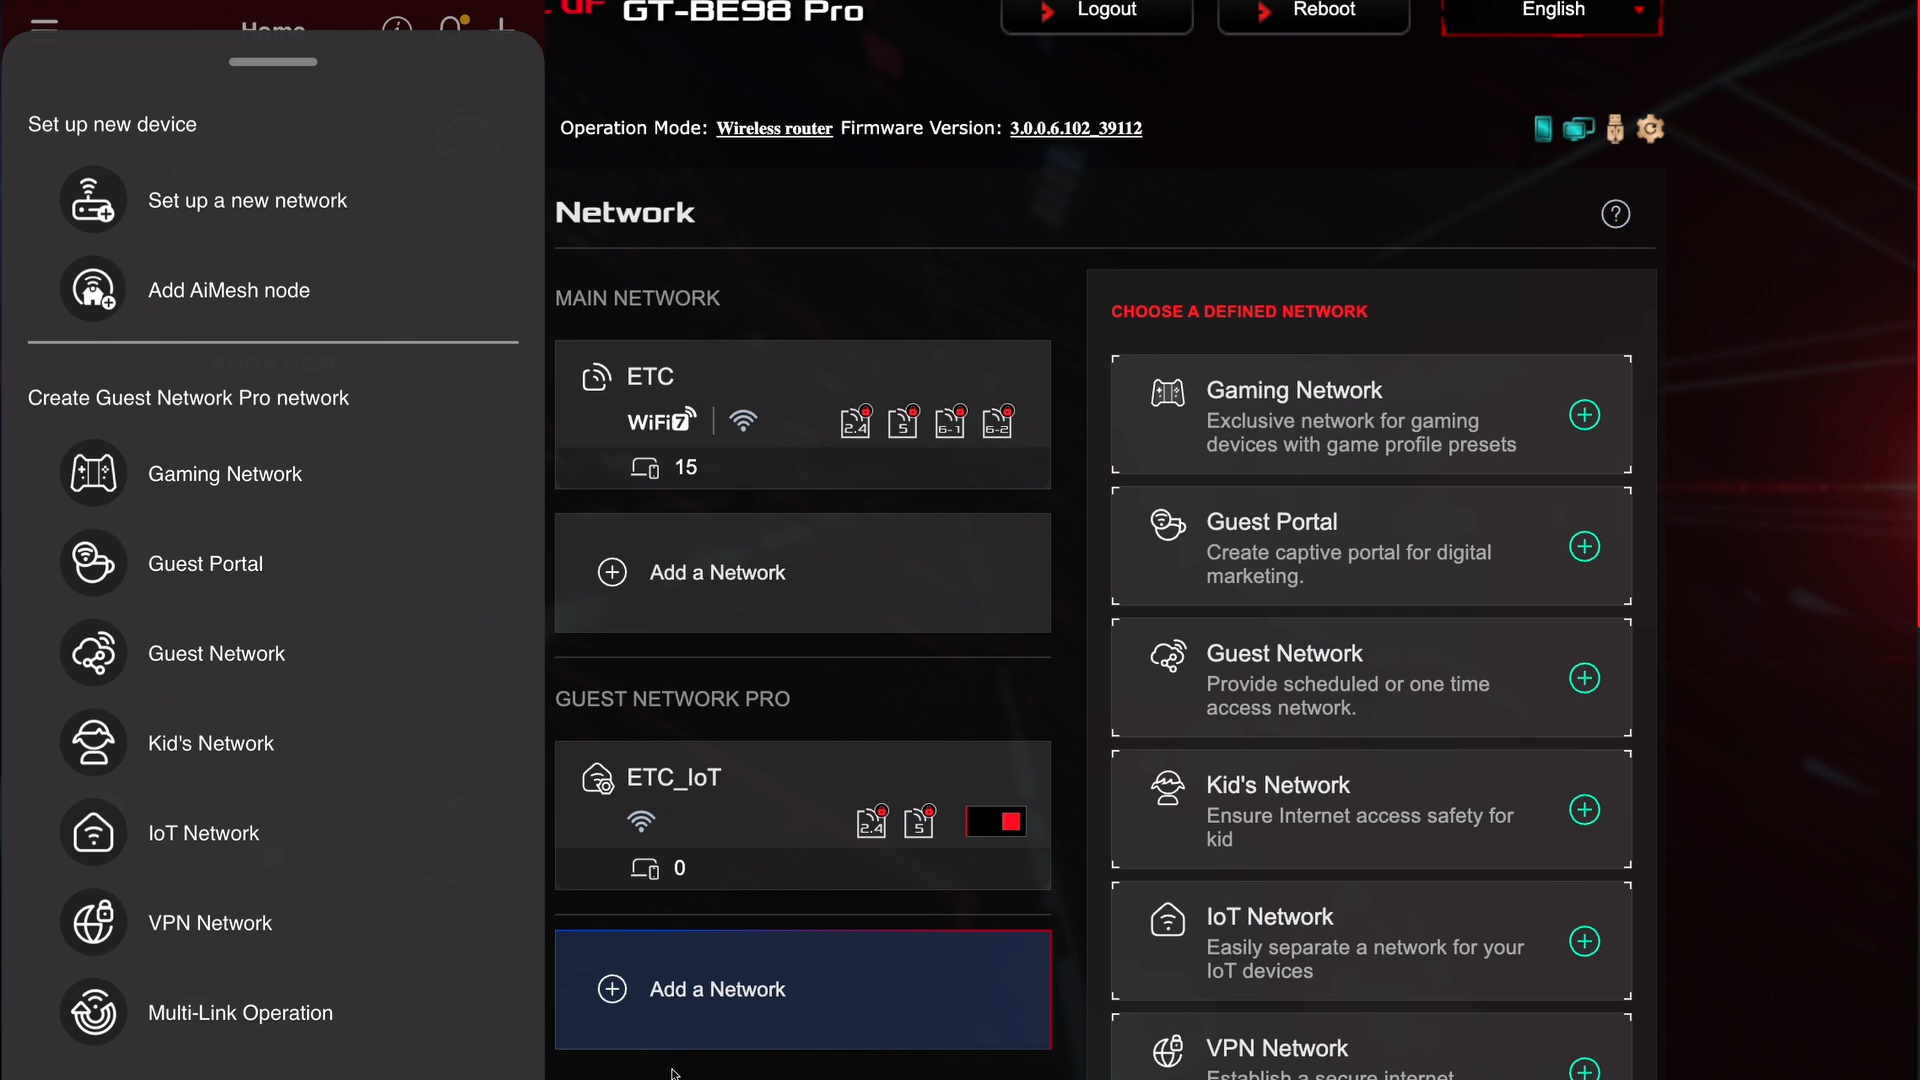 Home
Set up new device
Set up a new network
Add AiMesh node
Create Guest Network Pro network
Gaming Network
Guest Portal
Guest Network
Kid's Network
IoT Network
VPN Network
Multi-Link Operation
GT-BE98 Pro
Logout
Reboot
English
Operation Mode: Wireless router Firmware Version: 3.0.0.6.102_39112
Network
?
MAIN NETWORK
ETC
WiFi 7
2.4
5
6-1
6-2
15
Add a Network
GUEST NETWORK PRO
ETC_IoT
2.4
5
0
Add a Network
CHOOSE A DEFINED NETWORK
Gaming Network
Exclusive network for gaming
devices with game profile presets
Guest Portal
Create captive portal for digital
marketing.
Guest Network
Provide scheduled or one time
access network.
Kid's Network
Ensure Internet access safety for
kid
IoT Network
Easily separate a network for your
IoT devices
VPN Network
Establish a secure internet